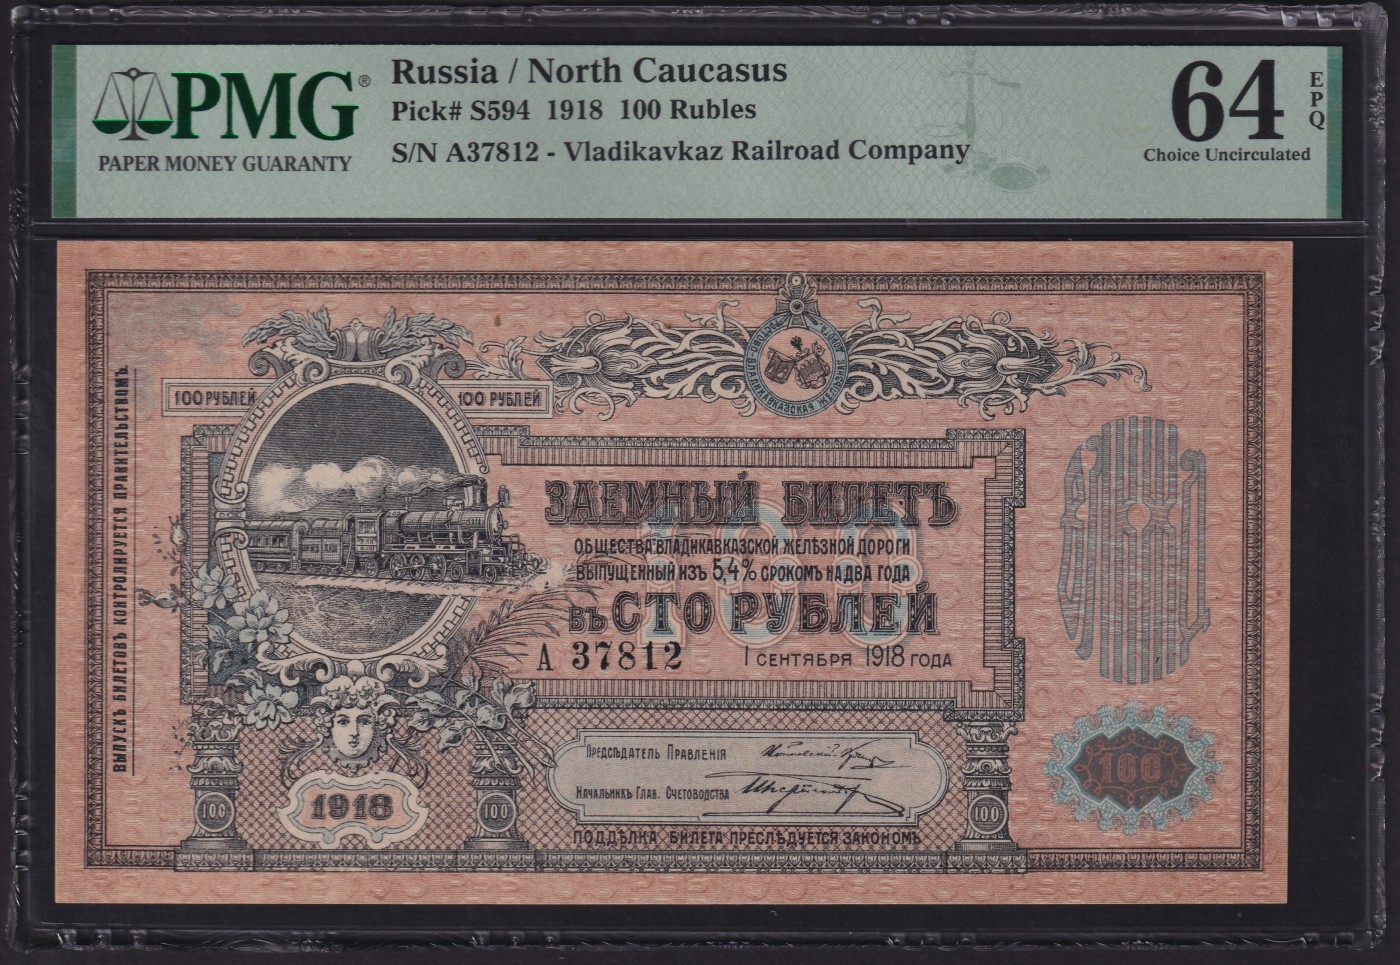 PMG®
PAPER MONEY GUARANTY
Russia / North Caucasus
Pick# S594 1918 100 Rubles
S/N A37812 - Vladikavkaz Railroad Company
64 EPQ
Choice Uncirculated
ВЫПУСКЪ БИЛЕТОВЪ КОНТРОЛИРУЕТСЯ ПРАВИТЕЛЬСТВОМЪ.
100 РУБЛЕЙ 100 РУБЛЕЙ
ЗАЕМНЫЙ БИЛЕТЪ
ОБЩЕСТВА ВЛАДИКАВКАЗСКОЙ ЖЕЛѢЗНОЙ ДОРОГИ
ВЫПУЩЕННЫЙ ИЗЪ 5,4% СРОКОМЪ НА ДВА ГОДА
ВЪ СТО РУБЛЕЙ
100
А 37812 1 СЕНТЯБРЯ 1918 ГОДА
ПРЕДСѢДАТЕЛЬ ПРАВЛЕНІЯ
НАЧАЛЬНИКЪ ГЛАВ. СЧЕТОВОДСТВА
100 1918 100 100 100
ПОДДѢЛКА БИЛЕТА ПРЕСЛѢДУЕТСЯ ЗАКОНОМЪ